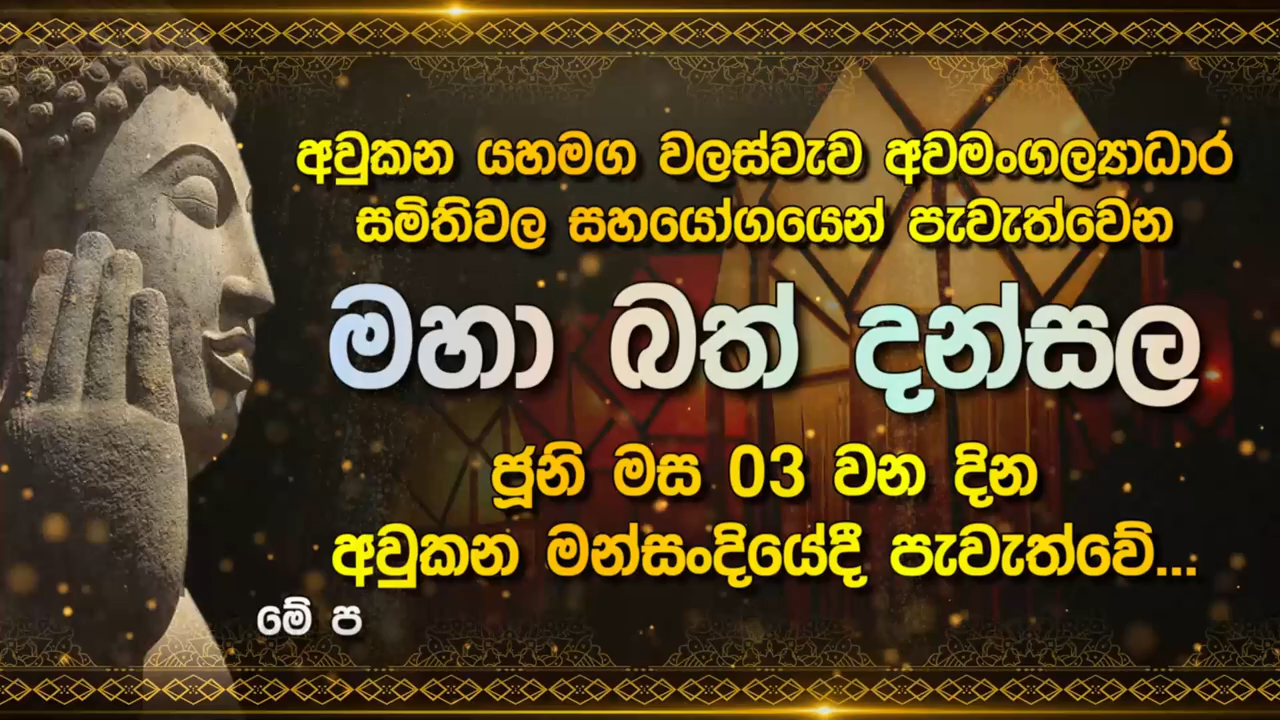 අවුකන යහමග වලස්වැව අවමංගල්‍යාධාර
සමිතිවල සහයෝගයෙන් පැවැත්වෙන
මහා බත් දන්සල
ජූනි මස 03 වන දින
අවුකන මන්සංදියේදී පැවැත්වේ...
මේ ප